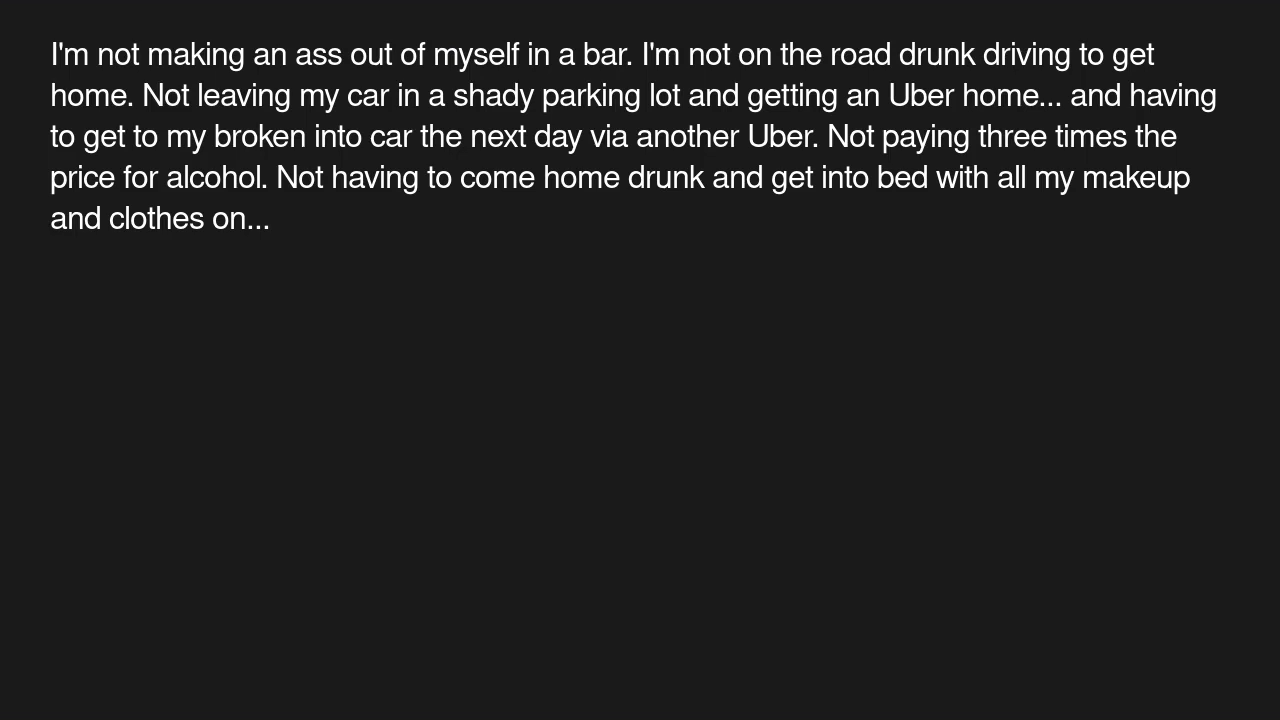 I'm not making an ass out of myself in a bar. I'm not on the road drunk driving to get
home. Not leaving my car in a shady parking lot and getting an Uber home... and having
to get to my broken into car the next day via another Uber. Not paying three times the
price for alcohol. Not having to come home drunk and get into bed with all my makeup
and clothes on...